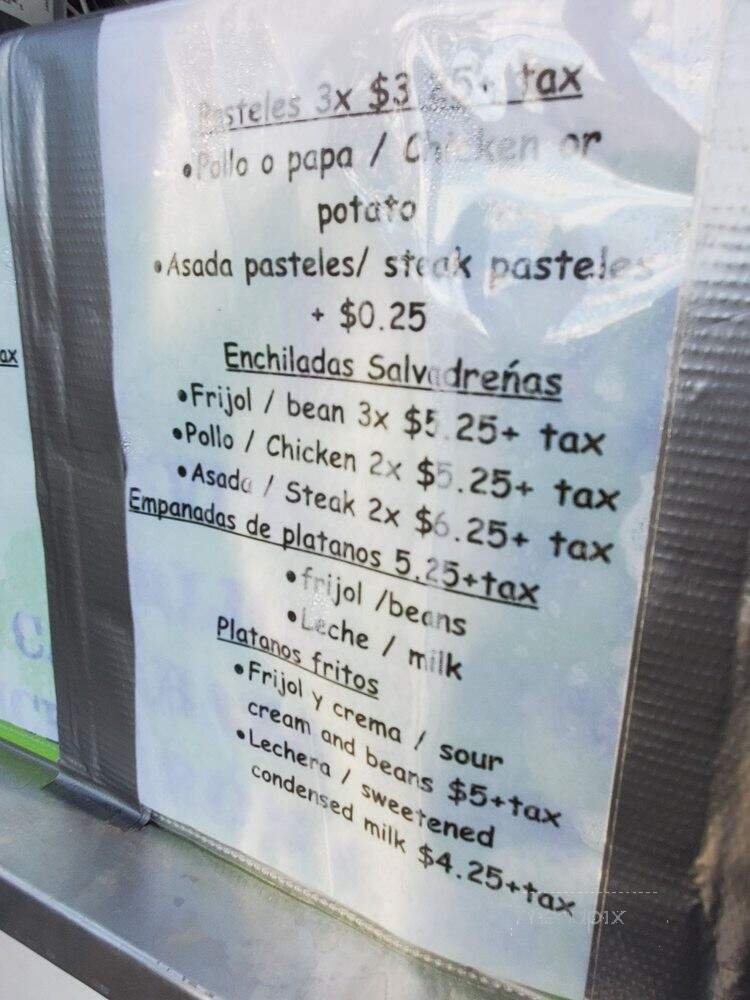 Pasteles 3x $3 25+ tax
•Pollo o papa / Chicken or
potato
•Asada pasteles/ steak pasteles
+ $0.25
Enchiladas Salvadreńas
•Frijol / bean 3x $5.25+ tax
•Pollo / Chicken 2x $5.25+ tax
•Asada / Steak 2x $6.25+ tax
Empanadas de platanos 5.25+tax
•frijol /beans
•Leche / milk
Platanos fritos
•Frijol y crema / sour
cream and beans $5+tax
•Lechera / sweetened
condensed milk $4.25+tax
ax